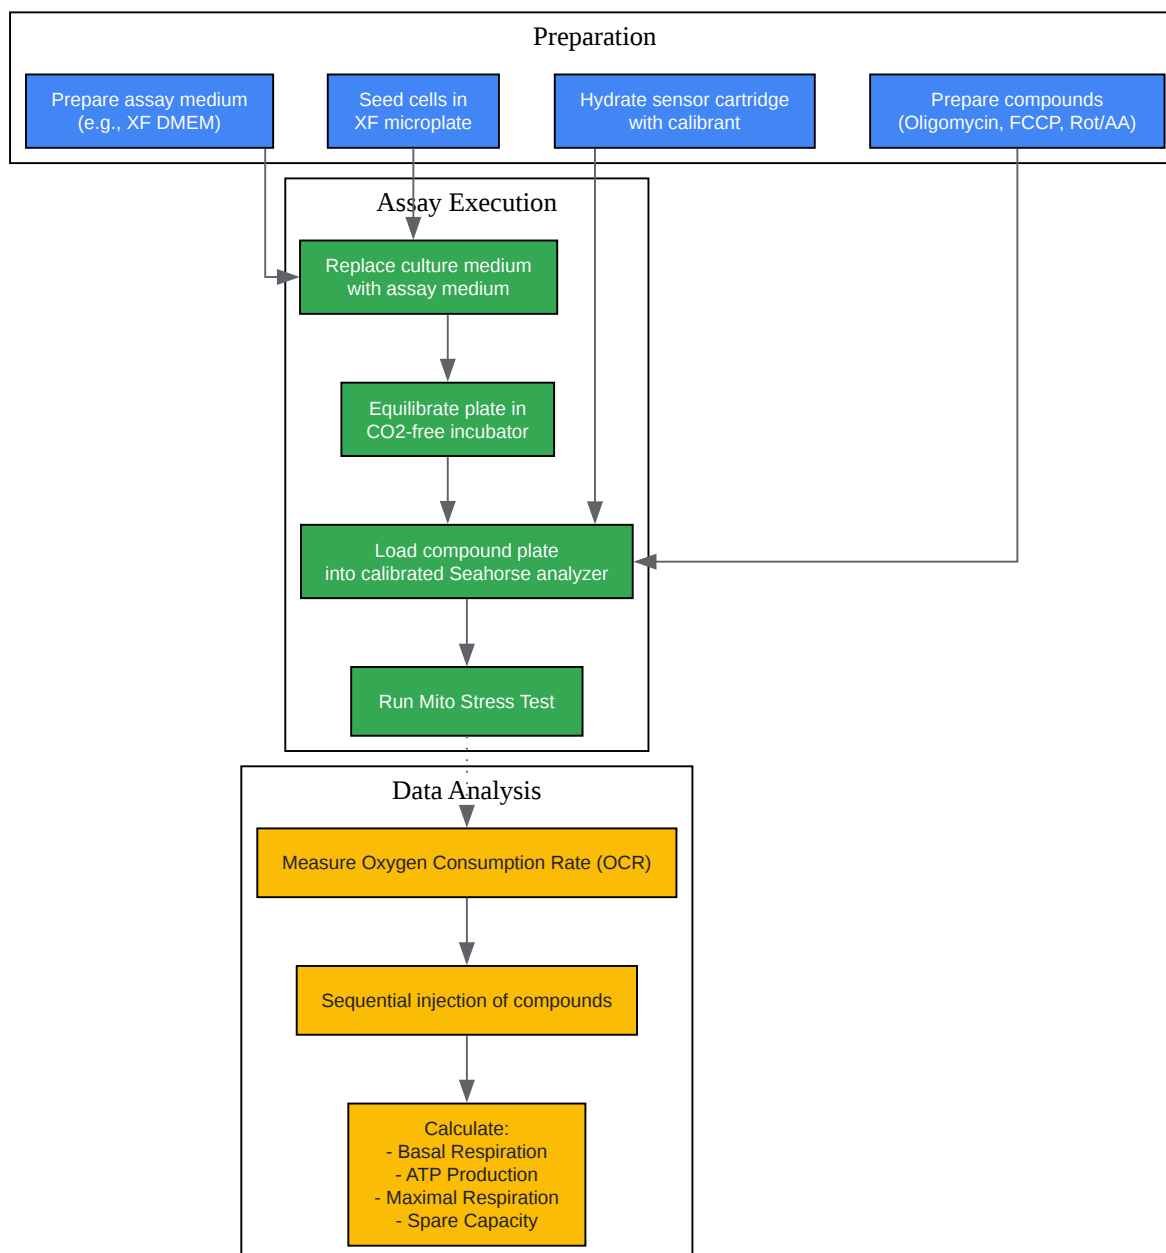 Preparation
Prepare assay medium
(e.g., XF DMEM)
Seed cells in
XF microplate
Hydrate sensor cartridge
with calibrant
Prepare compounds
(Oligomycin, FCCP, Rot/AA)
Assay Execution
Replace culture medium
with assay medium
Equilibrate plate in
CO2-free incubator
Load compound plate
into calibrated Seahorse analyzer
Run Mito Stress Test
Data Analysis
Measure Oxygen Consumption Rate (OCR)
Sequential injection of compounds
Calculate:
- Basal Respiration
- ATP Production
- Maximal Respiration
- Spare Capacity